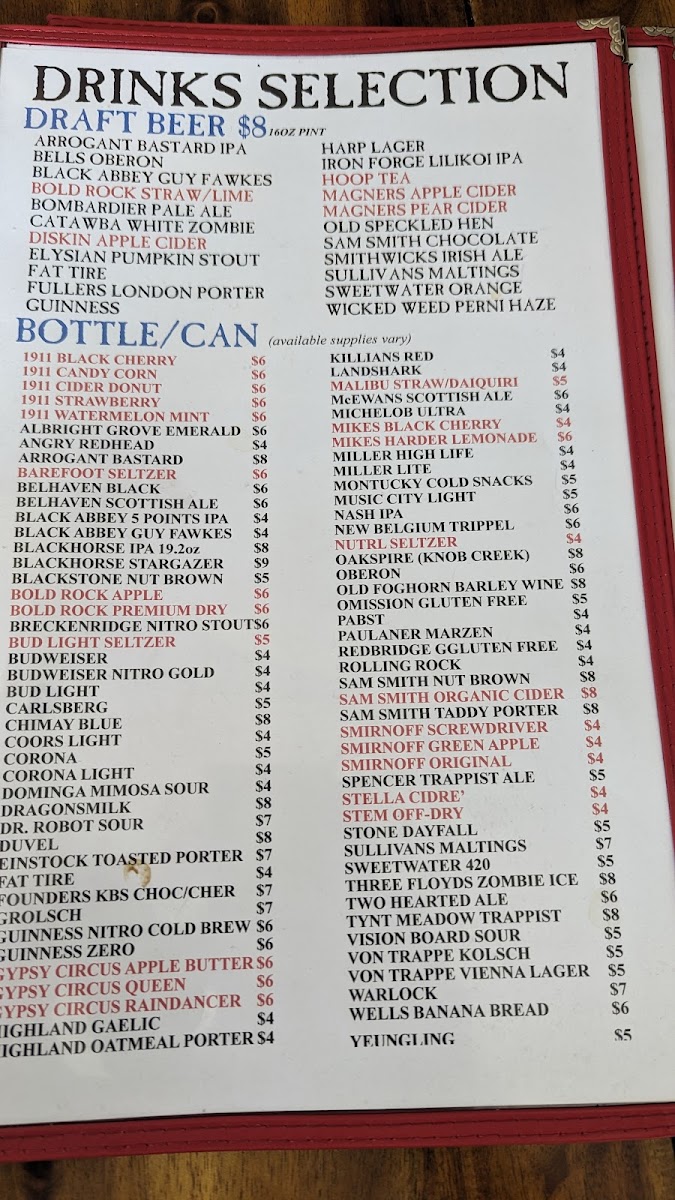 DRINKS SELECTION
DRAFT BEER $8 16OZ PINT
ARROGANT BASTARD IPA
BELLS OBERON
BLACK ABBEY GUY FAWKES
BOLD ROCK STRAW/LIME
BOMBARDIER PALE ALE
CATAWBA WHITE ZOMBIE
DISKIN APPLE CIDER
ELYSIAN PUMPKIN STOUT
FAT TIRE
FULLERS LONDON PORTER
GUINNESS
HARP LAGER
IRON FORGE LILIKOI IPA
HOOP TEA
MAGNERS APPLE CIDER
MAGNERS PEAR CIDER
OLD SPECKLED HEN
SAM SMITH CHOCOLATE
SMITHWICKS IRISH ALE
SULLIVANS MALTINGS
SWEETWATER ORANGE
WICKED WEED PERNI HAZE
BOTTLE/CAN (available supplies vary)
1911 BLACK CHERRY $6
1911 CANDY CORN $6
1911 CIDER DONUT $6
1911 STRAWBERRY $6
1911 WATERMELON MINT $6
ALBRIGHT GROVE EMERALD $6
ANGRY REDHEAD $4
ARROGANT BASTARD $8
BAREFOOT SELTZER $6
BELHAVEN BLACK $6
BELHAVEN SCOTTISH ALE $6
BLACK ABBEY 5 POINTS IPA $4
BLACK ABBEY GUY FAWKES $4
BLACKHORSE IPA 19.2oz $8
BLACKHORSE STARGAZER $9
BLACKSTONE NUT BROWN $5
BOLD ROCK APPLE $6
BOLD ROCK PREMIUM DRY $6
BRECKENRIDGE NITRO STOUT $6
BUD LIGHT SELTZER $5
BUDWEISER $4
BUDWEISER NITRO GOLD $4
BUD LIGHT $4
CARLSBERG $5
CHIMAY BLUE $8
COORS LIGHT $4
CORONA $5
CORONA LIGHT $4
DOMINGA MIMOSA SOUR $4
DRAGONSMILK $8
DR. ROBOT SOUR $7
DUVEL $8
EINSTOCK TOASTED PORTER $7
FAT TIRE $4
FOUNDERS KBS CHOC/CHER $7
GROLSCH $7
GUINNESS NITRO COLD BREW $6
GUINNESS ZERO $6
GYPSY CIRCUS APPLE BUTTER $6
GYPSY CIRCUS QUEEN $6
GYPSY CIRCUS RAINDANCER $6
HIGHLAND GAELIC $4
HIGHLAND OATMEAL PORTER $4
KILLIANS RED $4
LANDSHARK $4
MALIBU STRAW/DAIQUIRI $5
McEWANS SCOTTISH ALE $6
MICHELOB ULTRA $4
MIKES BLACK CHERRY $4
MIKES HARDER LEMONADE $6
MILLER HIGH LIFE $4
MILLER LITE $4
MONTUCKY COLD SNACKS $5
MUSIC CITY LIGHT $5
NASH IPA $6
NEW BELGIUM TRIPPEL $6
NUTRL SELTZER $4
OAKSPIRE (KNOB CREEK) $8
OBERON $6
OLD FOGHORN BARLEY WINE $8
OMISSION GLUTEN FREE $5
PABST $4
PAULANER MARZEN $4
REDBRIDGE GGLUTEN FREE $4
ROLLING ROCK $4
SAM SMITH NUT BROWN $8
SAM SMITH ORGANIC CIDER $8
SAM SMITH TADDY PORTER $8
SMIRNOFF SCREWDRIVER $4
SMIRNOFF GREEN APPLE $4
SMIRNOFF ORIGINAL $4
SPENCER TRAPPIST ALE $5
STELLA CIDRE' $4
STEM OFF-DRY $4
STONE DAYFALL $5
SULLIVANS MALTINGS $7
SWEETWATER 420 $5
THREE FLOYDS ZOMBIE ICE $8
TWO HEARTED ALE $6
TYNT MEADOW TRAPPIST $8
VISION BOARD SOUR $5
VON TRAPPE KOLSCH $5
VON TRAPPE VIENNA LAGER $5
WARLOCK $7
WELLS BANANA BREAD $6
YEUNGLING $5